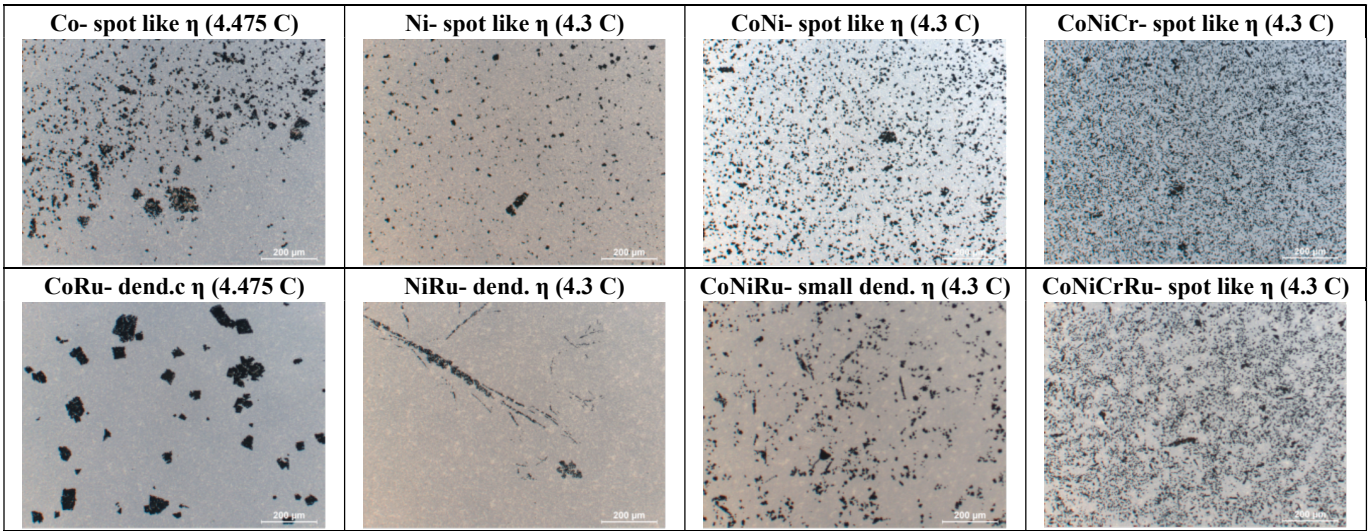 Co- spot like η (4.475 C)
Ni- spot like η (4.3 C)
CoNi- spot like η (4.3 C)
CoNiCr- spot like η (4.3 C)
200 µm
200 µm
200 µm
200 µm
CoRu- dend.c η (4.475 C)
NiRu- dend. η (4.3 C)
CoNiRu- small dend. η (4.3 C)
CoNiCrRu- spot like η (4.3 C)
200 µm
200 µm
200 µm
200 µm